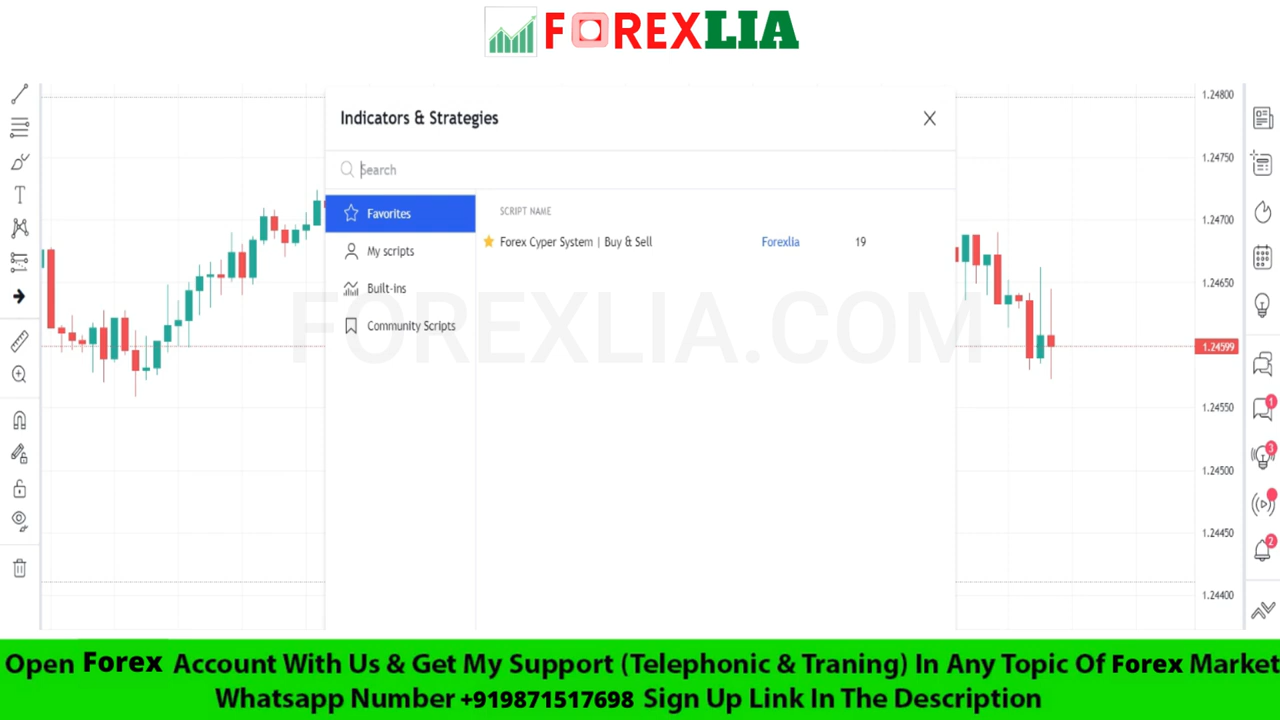 FOREXLIA
Indicators & Strategies
Search
Favorites
My scripts
Built-ins
Community Scripts
SCRIPT NAME
Forex Cyper System | Buy & Sell Forexlia 19
FOREXLIA.COM
1.24800
1.24750
1.24700
1.24650
1.24599
1.24550
1.24500
1.24450
1.24400
1
3
2
Open Forex Account With Us & Get My Support (Telephonic & Traning) In Any Topic Of Forex Market
Whatsapp Number +919871517698 Sign Up Link In The Description